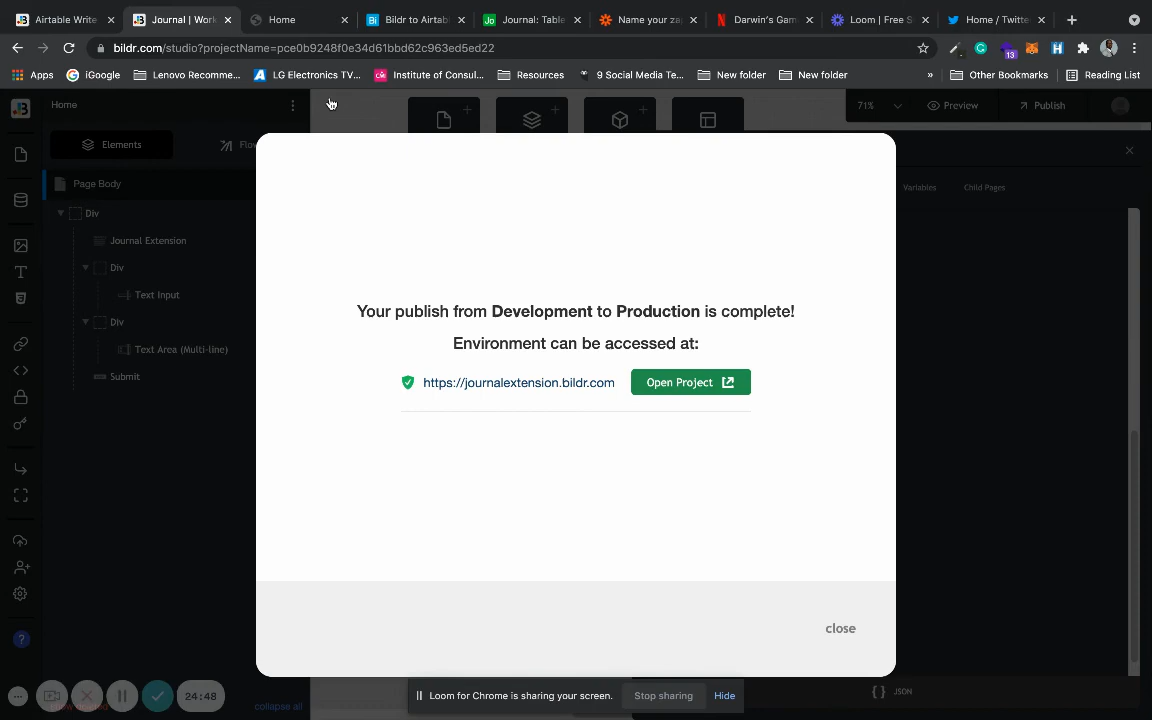 Airtable Write
Journal | Work
Home
Bildr to Airtabl
Journal: Table
Name your za
Darwin's Gam
Loom | Free S
Home / Twitte
bildr.com/studio?projectName=pce0b9248f0e34d61bbd62c963ed5ed22
Apps
iGoogle
Lenovo Recomme...
LG Electronics TV...
Institute of Consul...
Resources
9 Social Media Te...
New folder
New folder
»
Other Bookmarks
Reading List
13
Home
71%
Preview
Publish
Elements
Flo
Page Body
Variables
Child Pages
Div
Journal Extension
Div
Text Input
Div
Text Area (Multi-line)
Submit
Your publish from Development to Production is complete!
Environment can be accessed at:
https://journalextension.bildr.com
Open Project
close
24:48
collapse all
Loom for Chrome is sharing your screen.
Stop sharing
Hide
{} JSON